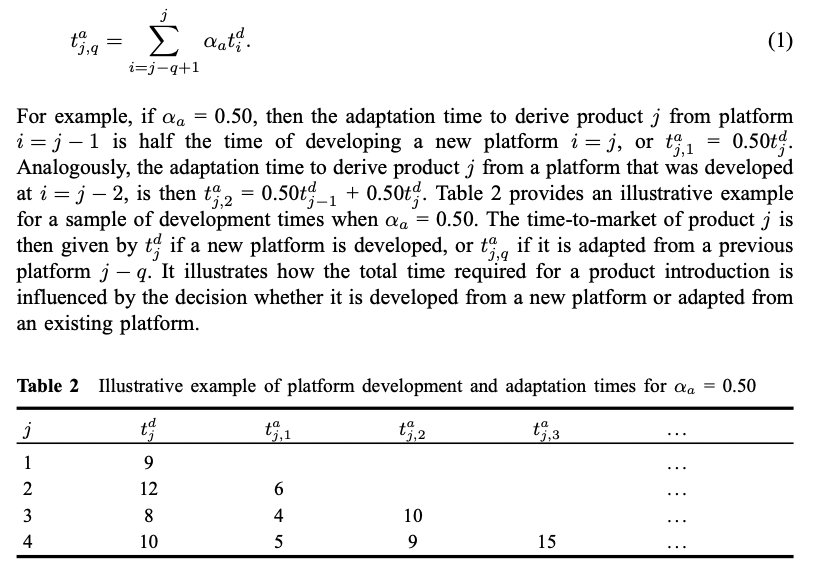 t^a_{j,q} = \sum_{i=j-q+1}^{j} α_a t^d_i. (1)
For example, if α_a = 0.50, then the adaptation time to derive product j from platform
i = j − 1 is half the time of developing a new platform i = j, or t^a_{j,1} = 0.50t^d_j.
Analogously, the adaptation time to derive product j from a platform that was developed
at i = j − 2, is then t^a_{j,2} = 0.50t^d_{j−1} + 0.50t^d_j. Table 2 provides an illustrative example
for a sample of development times when α_a = 0.50. The time-to-market of product j is
then given by t^d_j if a new platform is developed, or t^a_{j,q} if it is adapted from a previous
platform j − q. It illustrates how the total time required for a product introduction is
influenced by the decision whether it is developed from a new platform or adapted from
an existing platform.
Table 2 Illustrative example of platform development and adaptation times for α_a = 0.50
j t^d_j t^a_{j,1} t^a_{j,2} t^a_{j,3} ...
1 9 ...
2 12 6 ...
3 8 4 10 ...
4 10 5 9 15 ...